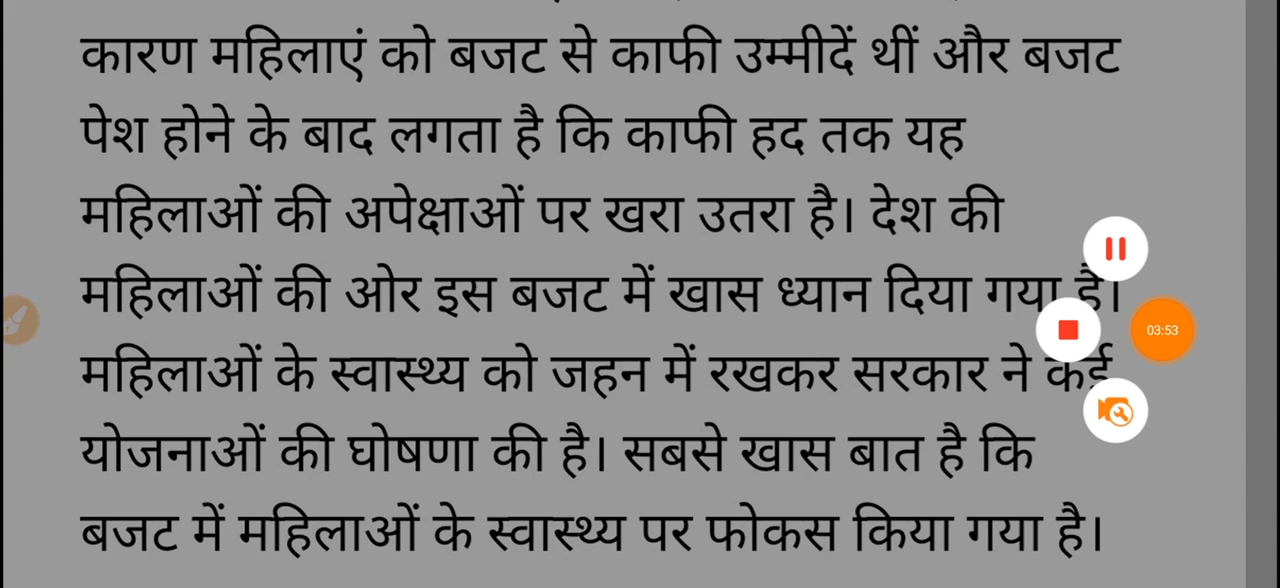 कारण महिलाएं को बजट से काफी उम्मीदें थीं और बजट
पेश होने के बाद लगता है कि काफी हद तक यह
महिलाओं की अपेक्षाओं पर खरा उतरा है। देश की
महिलाओं की ओर इस बजट में खास ध्यान दिया गया है।
03:53
महिलाओं के स्वास्थ्य को जहन में रखकर सरकार ने कई
योजनाओं की घोषणा की है। सबसे खास बात है कि
बजट में महिलाओं के स्वास्थ्य पर फोकस किया गया है।